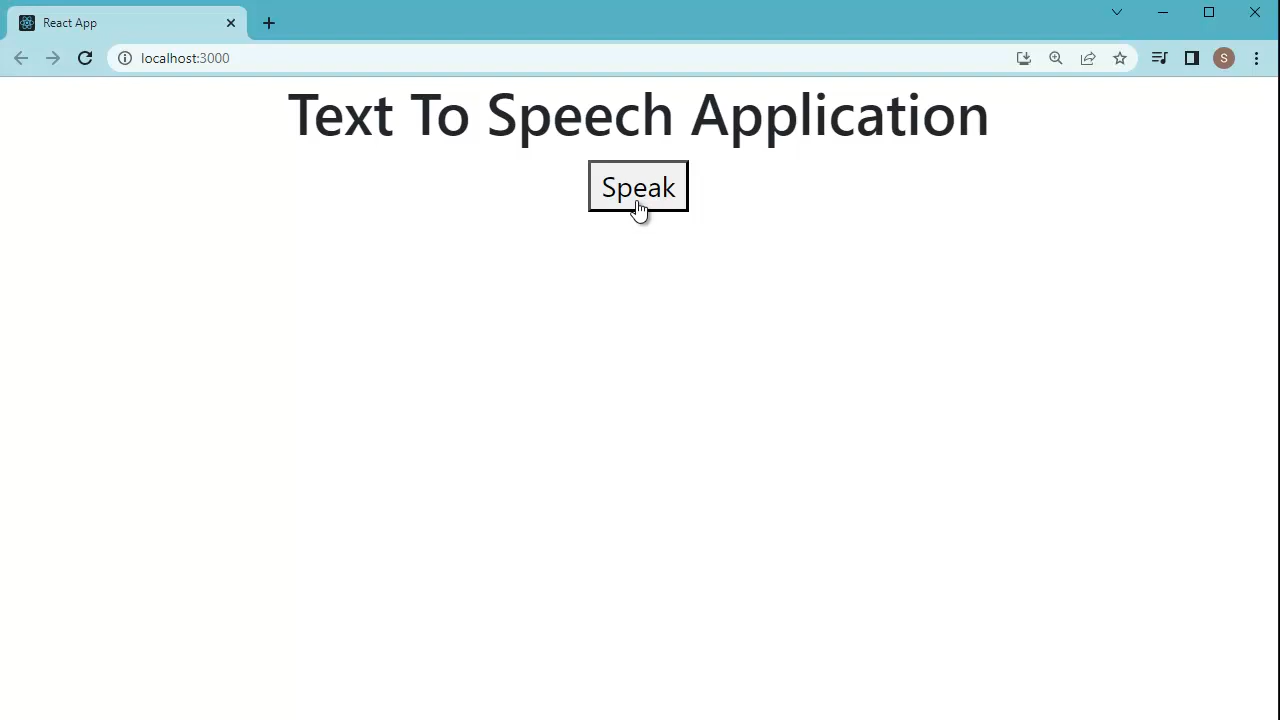 React App
localhost:3000
S
Text To Speech Application
Speak